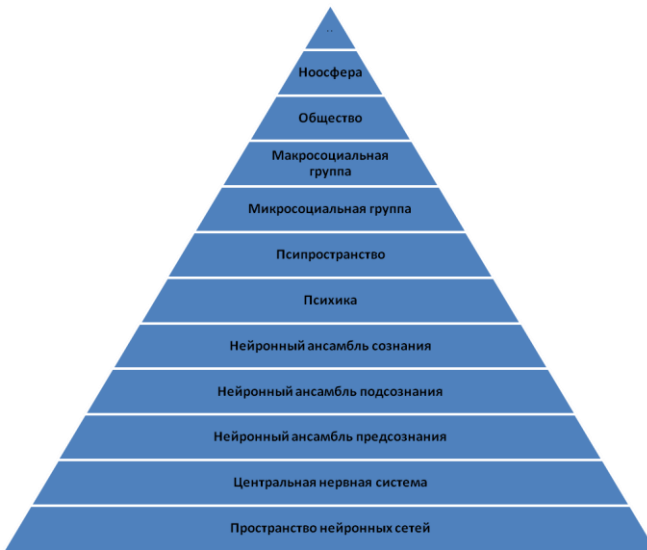 ..
Ноосфера
Общество
Макросоциальная
группа
Микросоциальная группа
Псипространство
Психика
Нейронный ансамбль сознания
Нейронный ансамбль подсознания
Нейронный ансамбль предсознания
Центральная нервная система
Пространство нейронных сетей